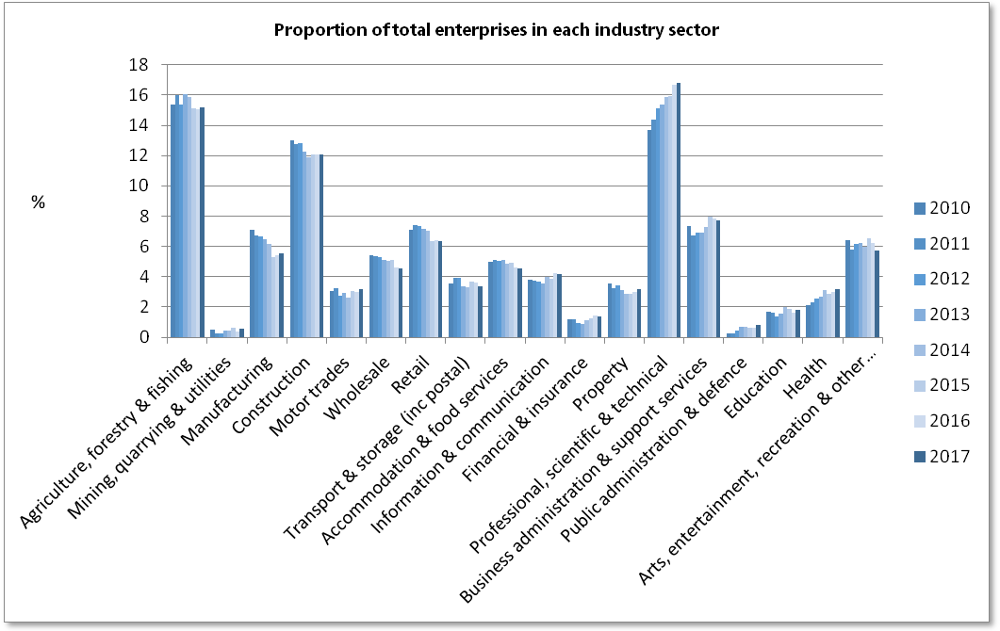 Proportion of total enterprises in each industry sector
%
18
16
14
12
10
8
6
4
2
0
Agriculture, forestry & fishing
Mining, quarrying & utilities
Manufacturing
Construction
Motor trades
Wholesale
Retail
Transport & storage (inc postal)
Accommodation & food services
Information & communication
Financial & insurance
Property
Professional, scientific & technical
Business administration & support services
Public administration & defence
Education
Health
Arts, entertainment, recreation & other...
2010
2011
2012
2013
2014
2015
2016
2017